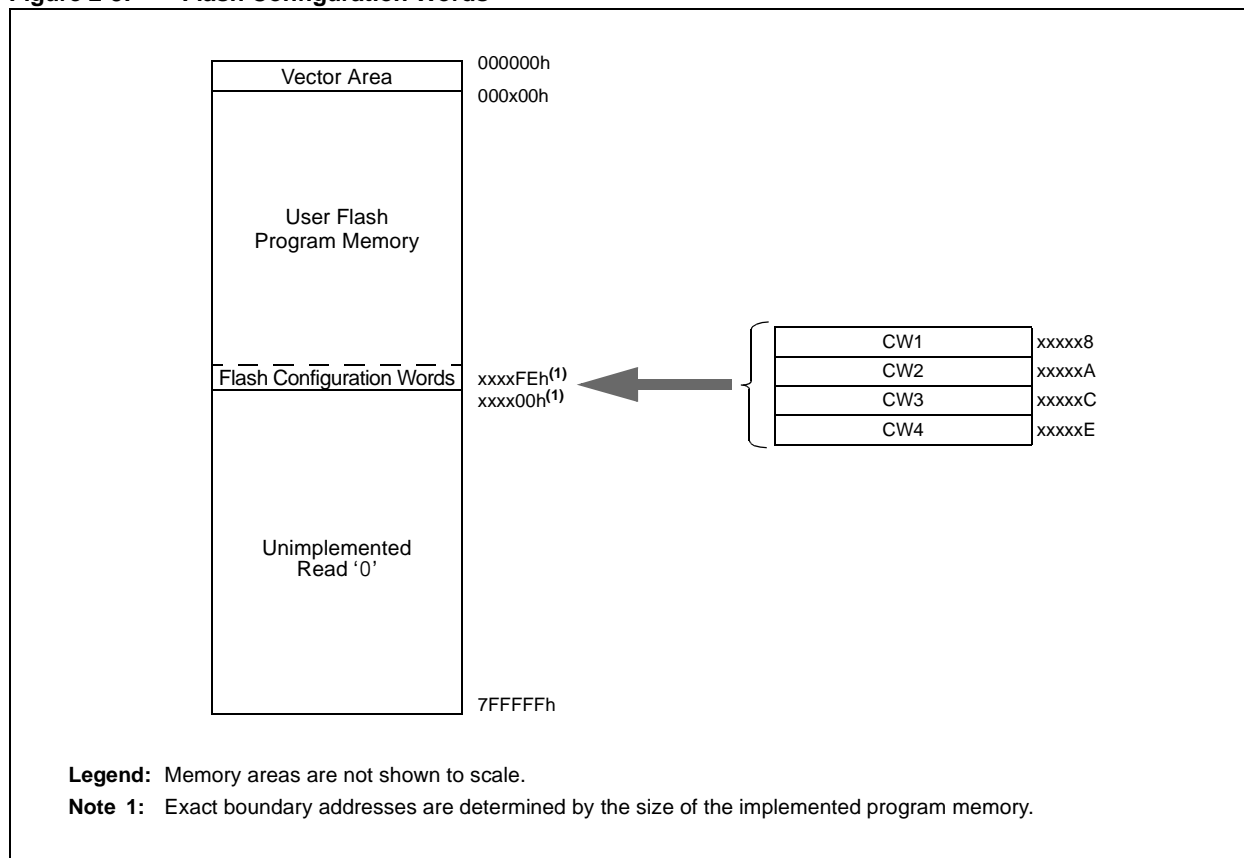 Figure Flash Configuration Words
000000h
Vector Area
000x00h
User Flash
Program Memory
CW1 xxxxx8
Flash Configuration Words xxxxFEh(1) CW2 xxxxxA
xxxx00h(1) CW3 xxxxxC
CW4 xxxxxE
Unimplemented
Read ‘0’
7FFFFFh
Legend: Memory areas are not shown to scale.
Note 1: Exact boundary addresses are determined by the size of the implemented program memory.